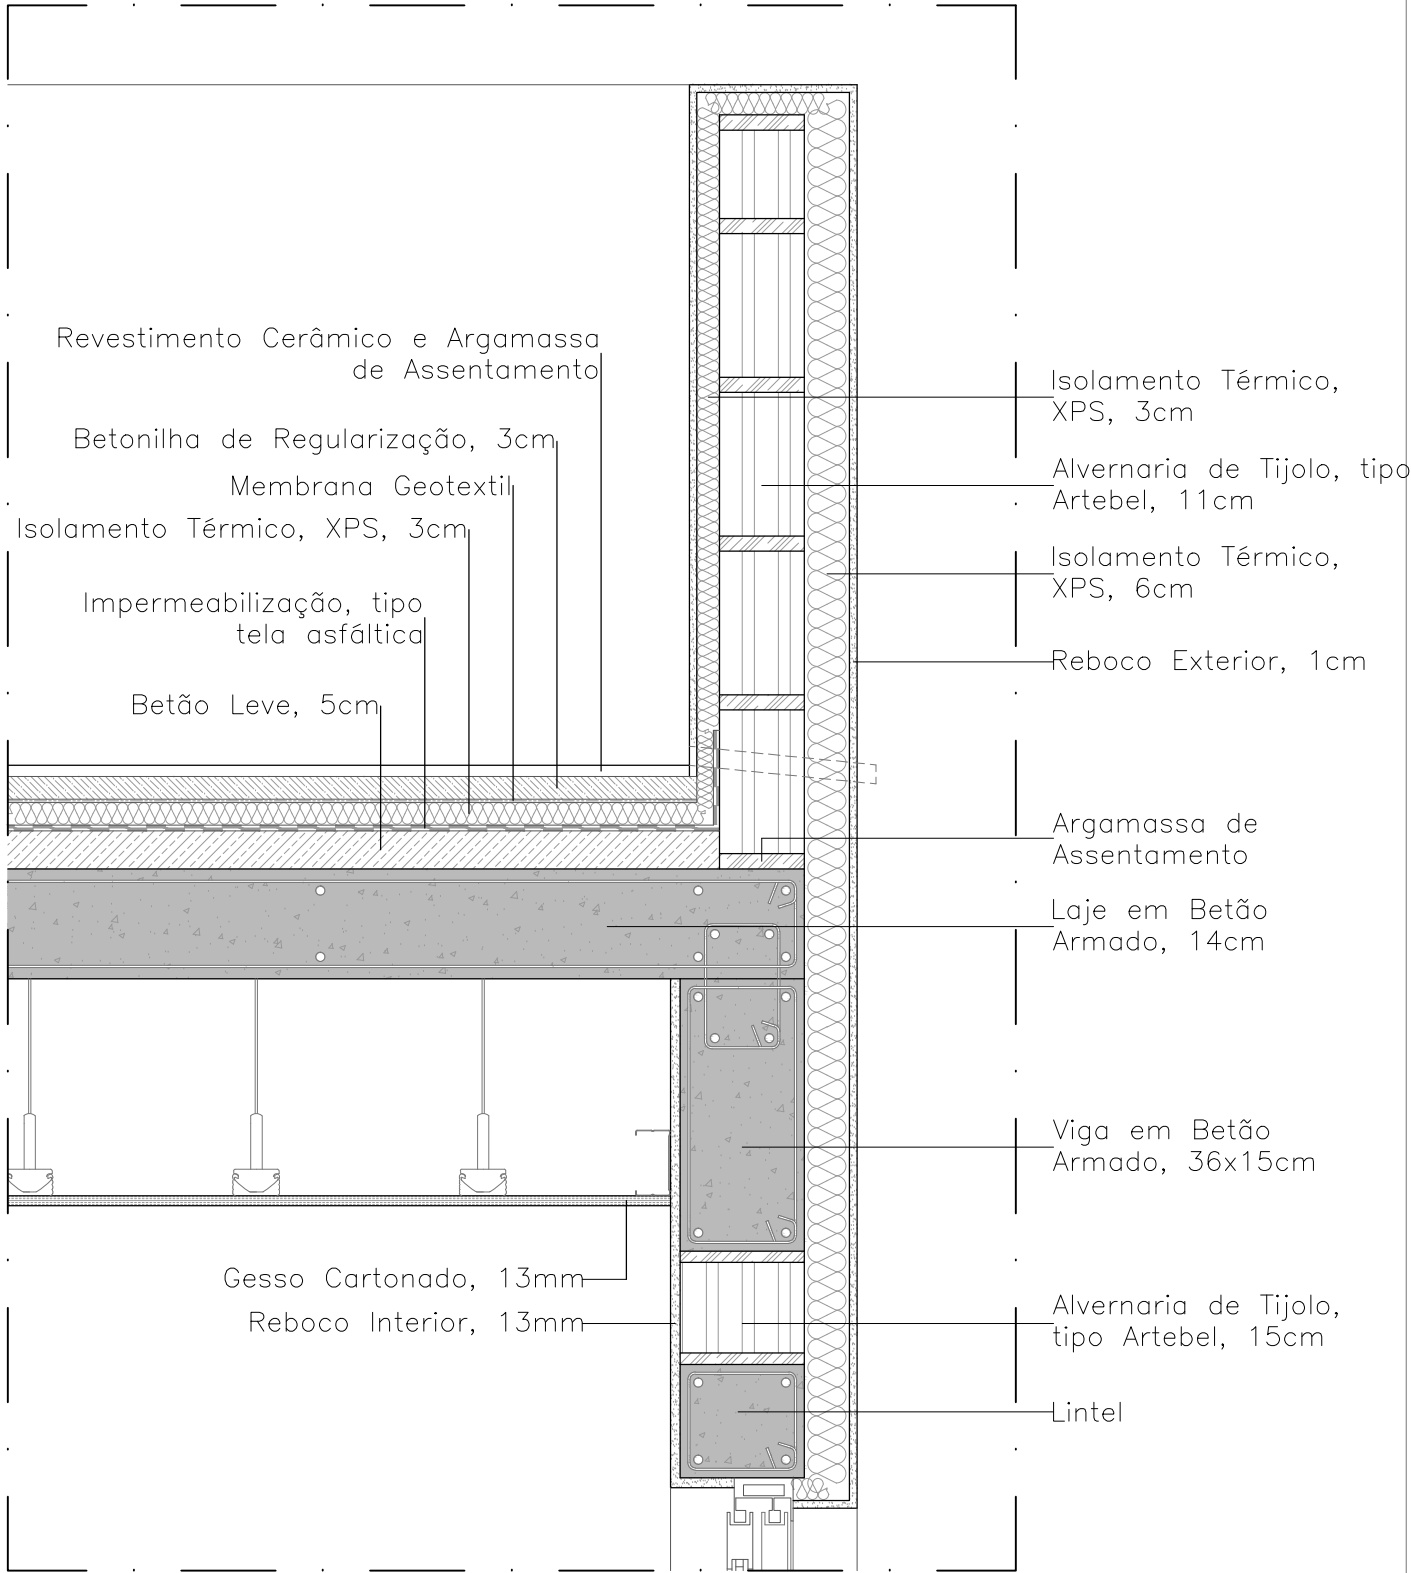 Revestimento Cerâmico e Argamassa
de Assentamento
Betonilha de Regularização, 3cm
Membrana Geotextil
Isolamento Térmico, XPS, 3cm
Impermeabilização, tipo
tela asfáltica
Betão Leve, 5cm
Isolamento Térmico,
XPS, 3cm
Alvernaria de Tijolo, tipo
Artebel, 11cm
Isolamento Térmico,
XPS, 6cm
Reboco Exterior, 1cm
Argamassa de
Assentamento
Laje em Betão
Armado, 14cm
Viga em Betão
Armado, 36x15cm
Gesso Cartonado, 13mm
Reboco Interior, 13mm
Alvernaria de Tijolo,
tipo Artebel, 15cm
Lintel